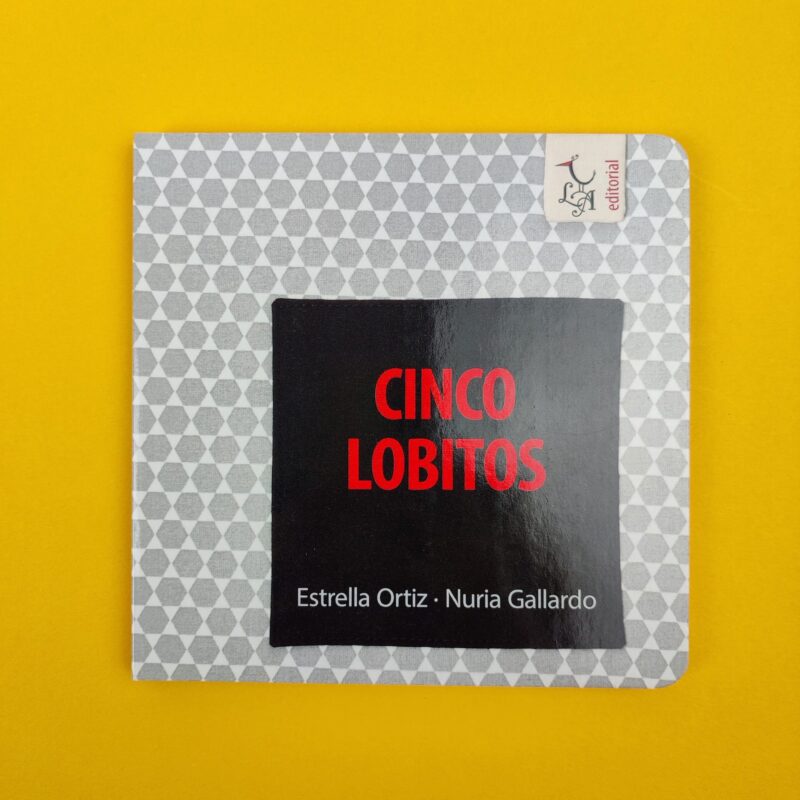 editorial
CINCO
LOBITOS
Estrella Ortiz · Nuria Gallardo